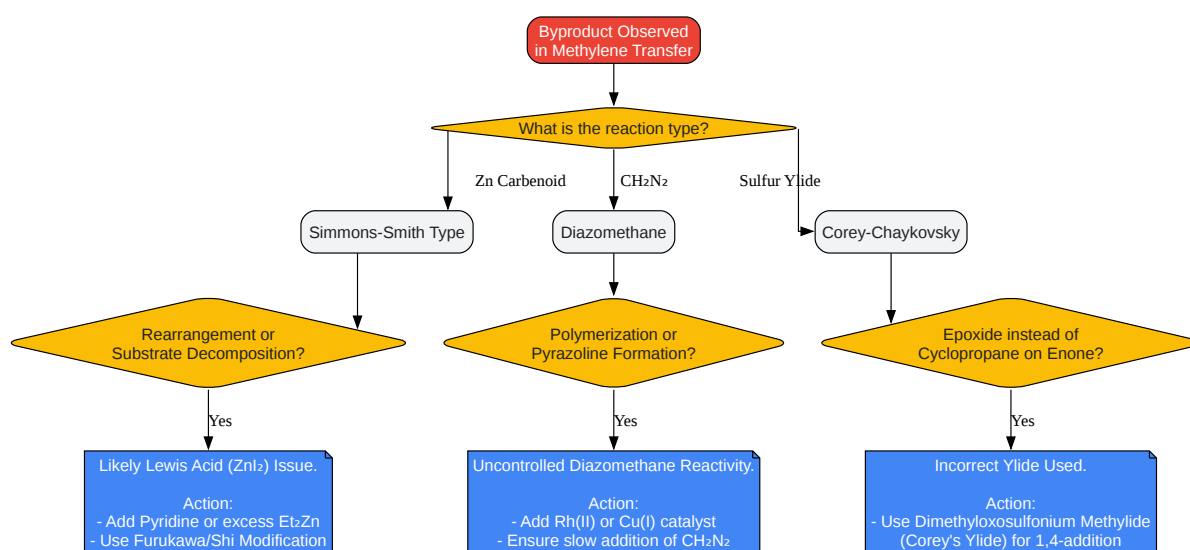 Byproduct Observed
in Methylene Transfer
What is the reaction type?
Zn Carbenoid
CH₂N₂
Sulfur Ylide
Simmons-Smith Type
Diazomethane
Corey-Chaykovsky
Rearrangement or
Substrate Decomposition?
Polymerization or
Pyrazoline Formation?
Epoxide instead of
Cyclopropane on Enone?
Yes
Yes
Yes
Likely Lewis Acid (ZnI₂) Issue.
Action:
- Add Pyridine or excess Et₂Zn
- Use Furukawa/Shi Modification
Uncontrolled Diazomethane Reactivity.
Action:
- Add Rh(II) or Cu(I) catalyst
- Ensure slow addition of CH₂N₂
Incorrect Ylide Used.
Action:
- Use Dimethyloxosulfonium Methylide
(Corey's Ylide) for 1,4-addition